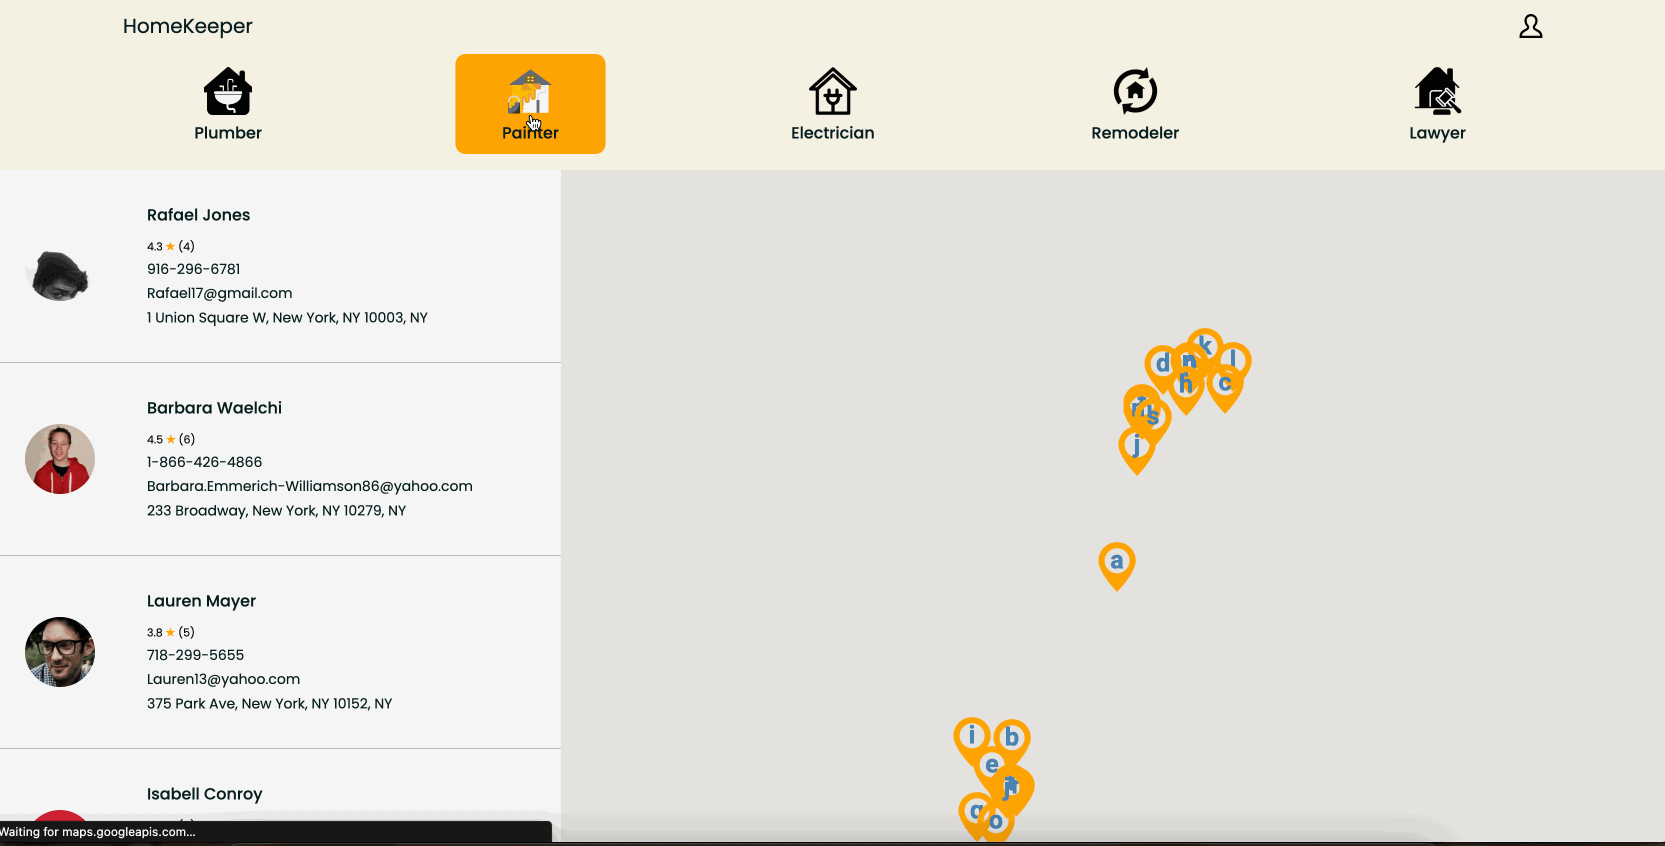 HomeKeeper
Plumber
Painter
Electrician
Remodeler
Lawyer
Rafael Jones
4.3 ★ (4)
916-296-6781
Rafael17@gmail.com
1 Union Square W, New York, NY 10003, NY
Barbara Waelchi
4.5 ★ (6)
1-866-426-4866
Barbara.Emmerich-Williamson86@yahoo.com
233 Broadway, New York, NY 10279, NY
Lauren Mayer
3.8 ★ (5)
718-299-5655
Lauren13@yahoo.com
375 Park Ave, New York, NY 10152, NY
Isabell Conroy
Waiting for maps.googleapis.com...
k
d
l
h
c
s
j
a
i
b
e
o